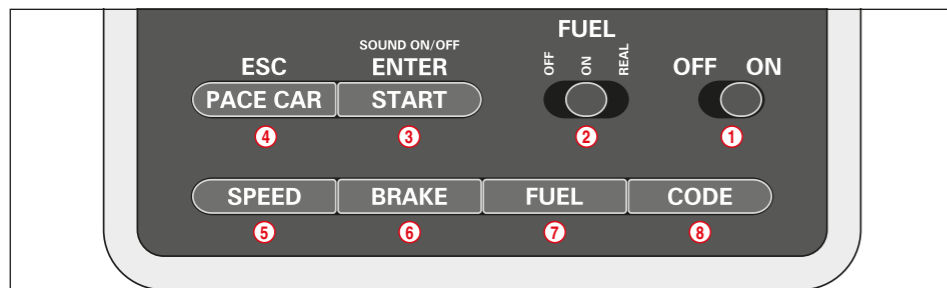 FUEL
SOUND ON/OFF
ESC ENTER
OFF ON REAL
OFF ON
PACE CAR START
4 3 2 1
SPEED BRAKE FUEL CODE
5 6 7 8